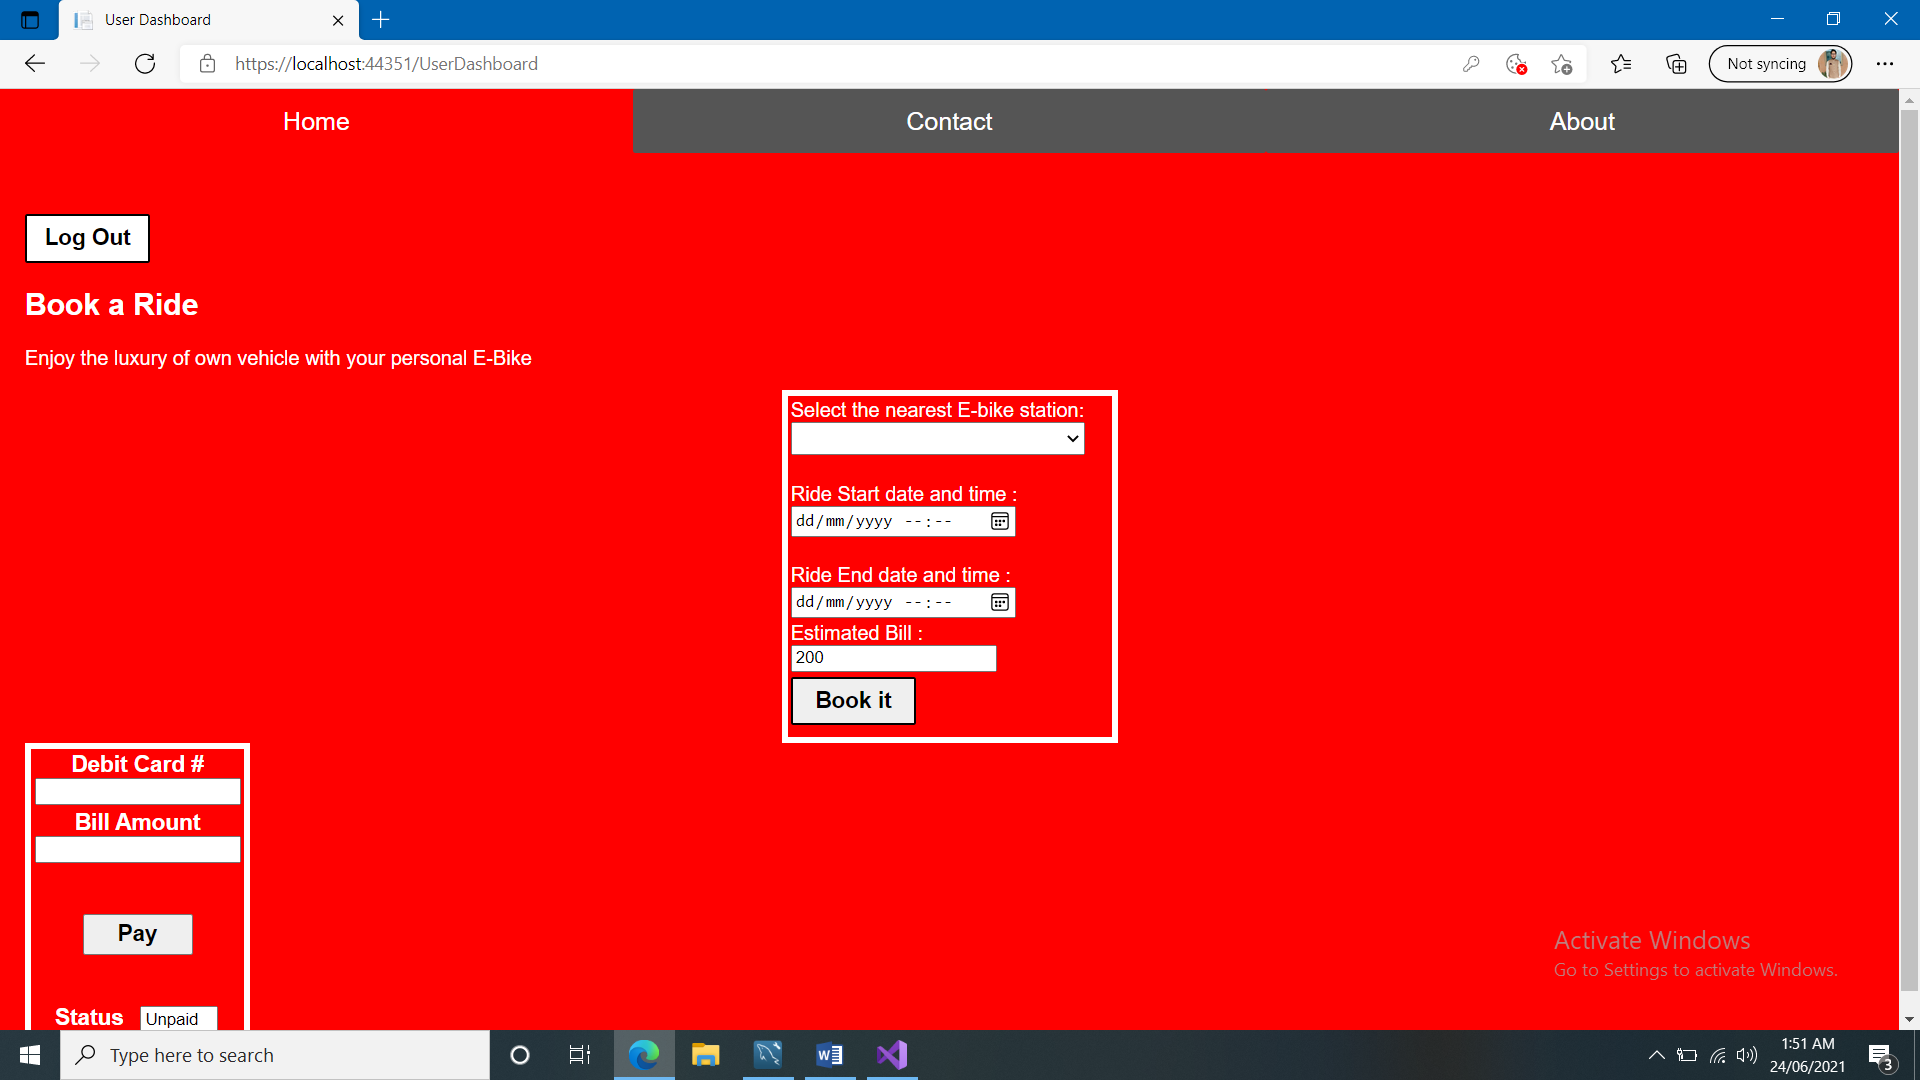 User Dashboard
https://localhost:44351/UserDashboard
Not syncing
Home
Contact
About
Log Out
Book a Ride
Enjoy the luxury of own vehicle with your personal E-Bike
Select the nearest E-bike station:
Ride Start date and time :
dd/mm/yyyy --:--
Ride End date and time :
dd/mm/yyyy --:--
Estimated Bill :
200
Book it
Debit Card #
Bill Amount
Pay
Status Unpaid
Activate Windows
Go to Settings to activate Windows.
Type here to search
1:51 AM
24/06/2021
3